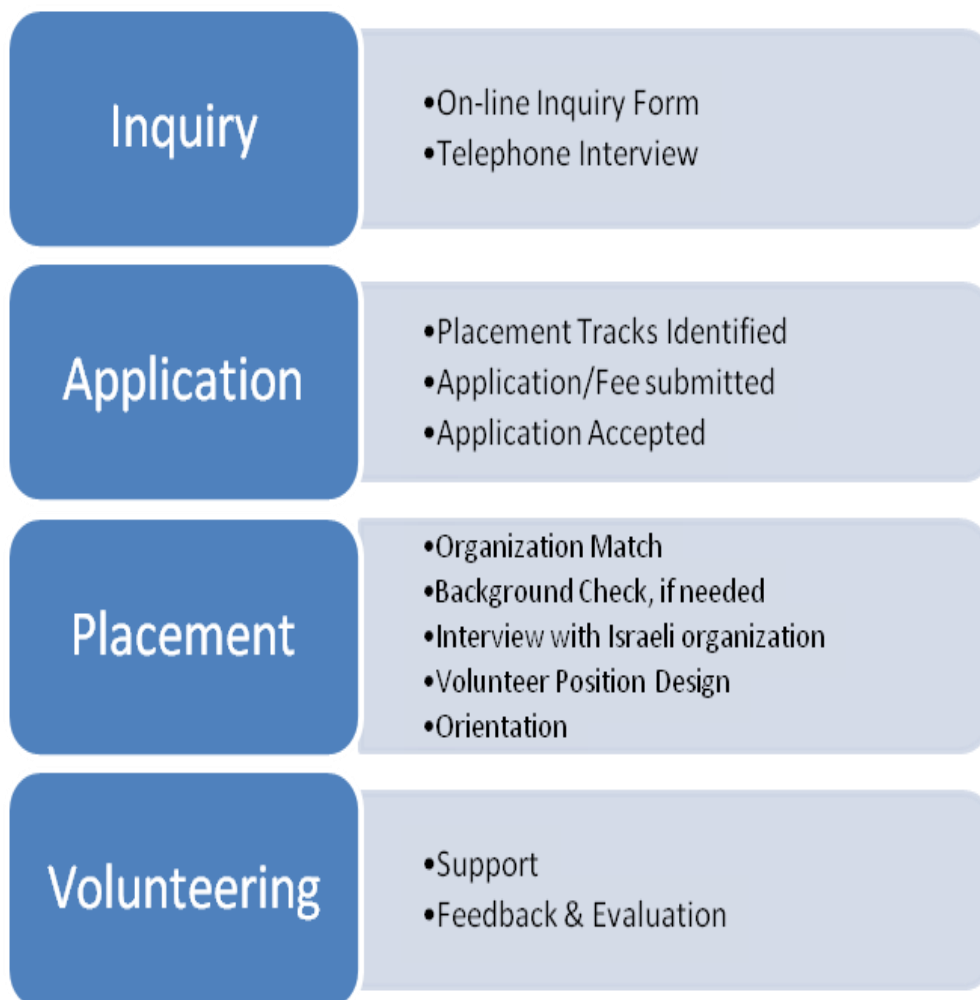 Inquiry
•On-line Inquiry Form
•Telephone Interview
Application
•Placement Tracks Identified
•Application/Fee submitted
•Application Accepted
Placement
•Organization Match
•Background Check, if needed
•Interview with Israeli organization
•Volunteer Position Design
•Orientation
Volunteering
•Support
•Feedback & Evaluation